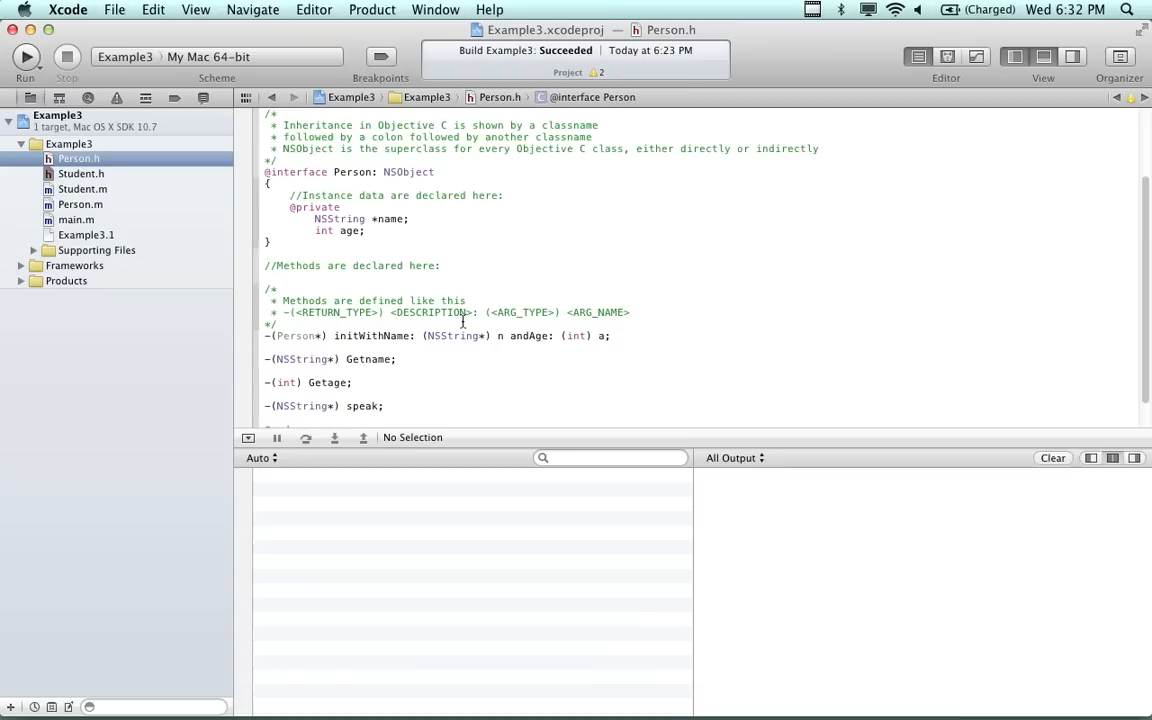 Xcode File Edit View Navigate Editor Product Window Help (Charged) Wed 6:32 PM
Example3.xcodeproj — Person.h
Example3 My Mac 64-bit
Build Example3: Succeeded | Today at 6:23 PM
Project 2
Run Stop Scheme Breakpoints Editor View Organizer
Example3 Example3 Person.h @interface Person
Example3
1 target, Mac OS X SDK 10.7
Example3
Person.h
Student.h
Student.m
Person.m
main.m
Example3.1
Supporting Files
Frameworks
Products
/*
* Inheritance in Objective C is shown by a classname
* followed by a colon followed by another classname
* NSObject is the superclass for every Objective C class, either directly or indirectly
*/
@interface Person: NSObject
{
//Instance data are declared here:
@private
NSString *name;
int age;
}
//Methods are declared here:
/*
* Methods are defined like this
* -(<RETURN_TYPE>) <DESCRIPTION>: (<ARG_TYPE>) <ARG_NAME>
*/
-(Person*) initWithName: (NSString*) n andAge: (int) a;
-(NSString*) Getname;
-(int) Getage;
-(NSString*) speak;
No Selection
Auto
All Output
Clear